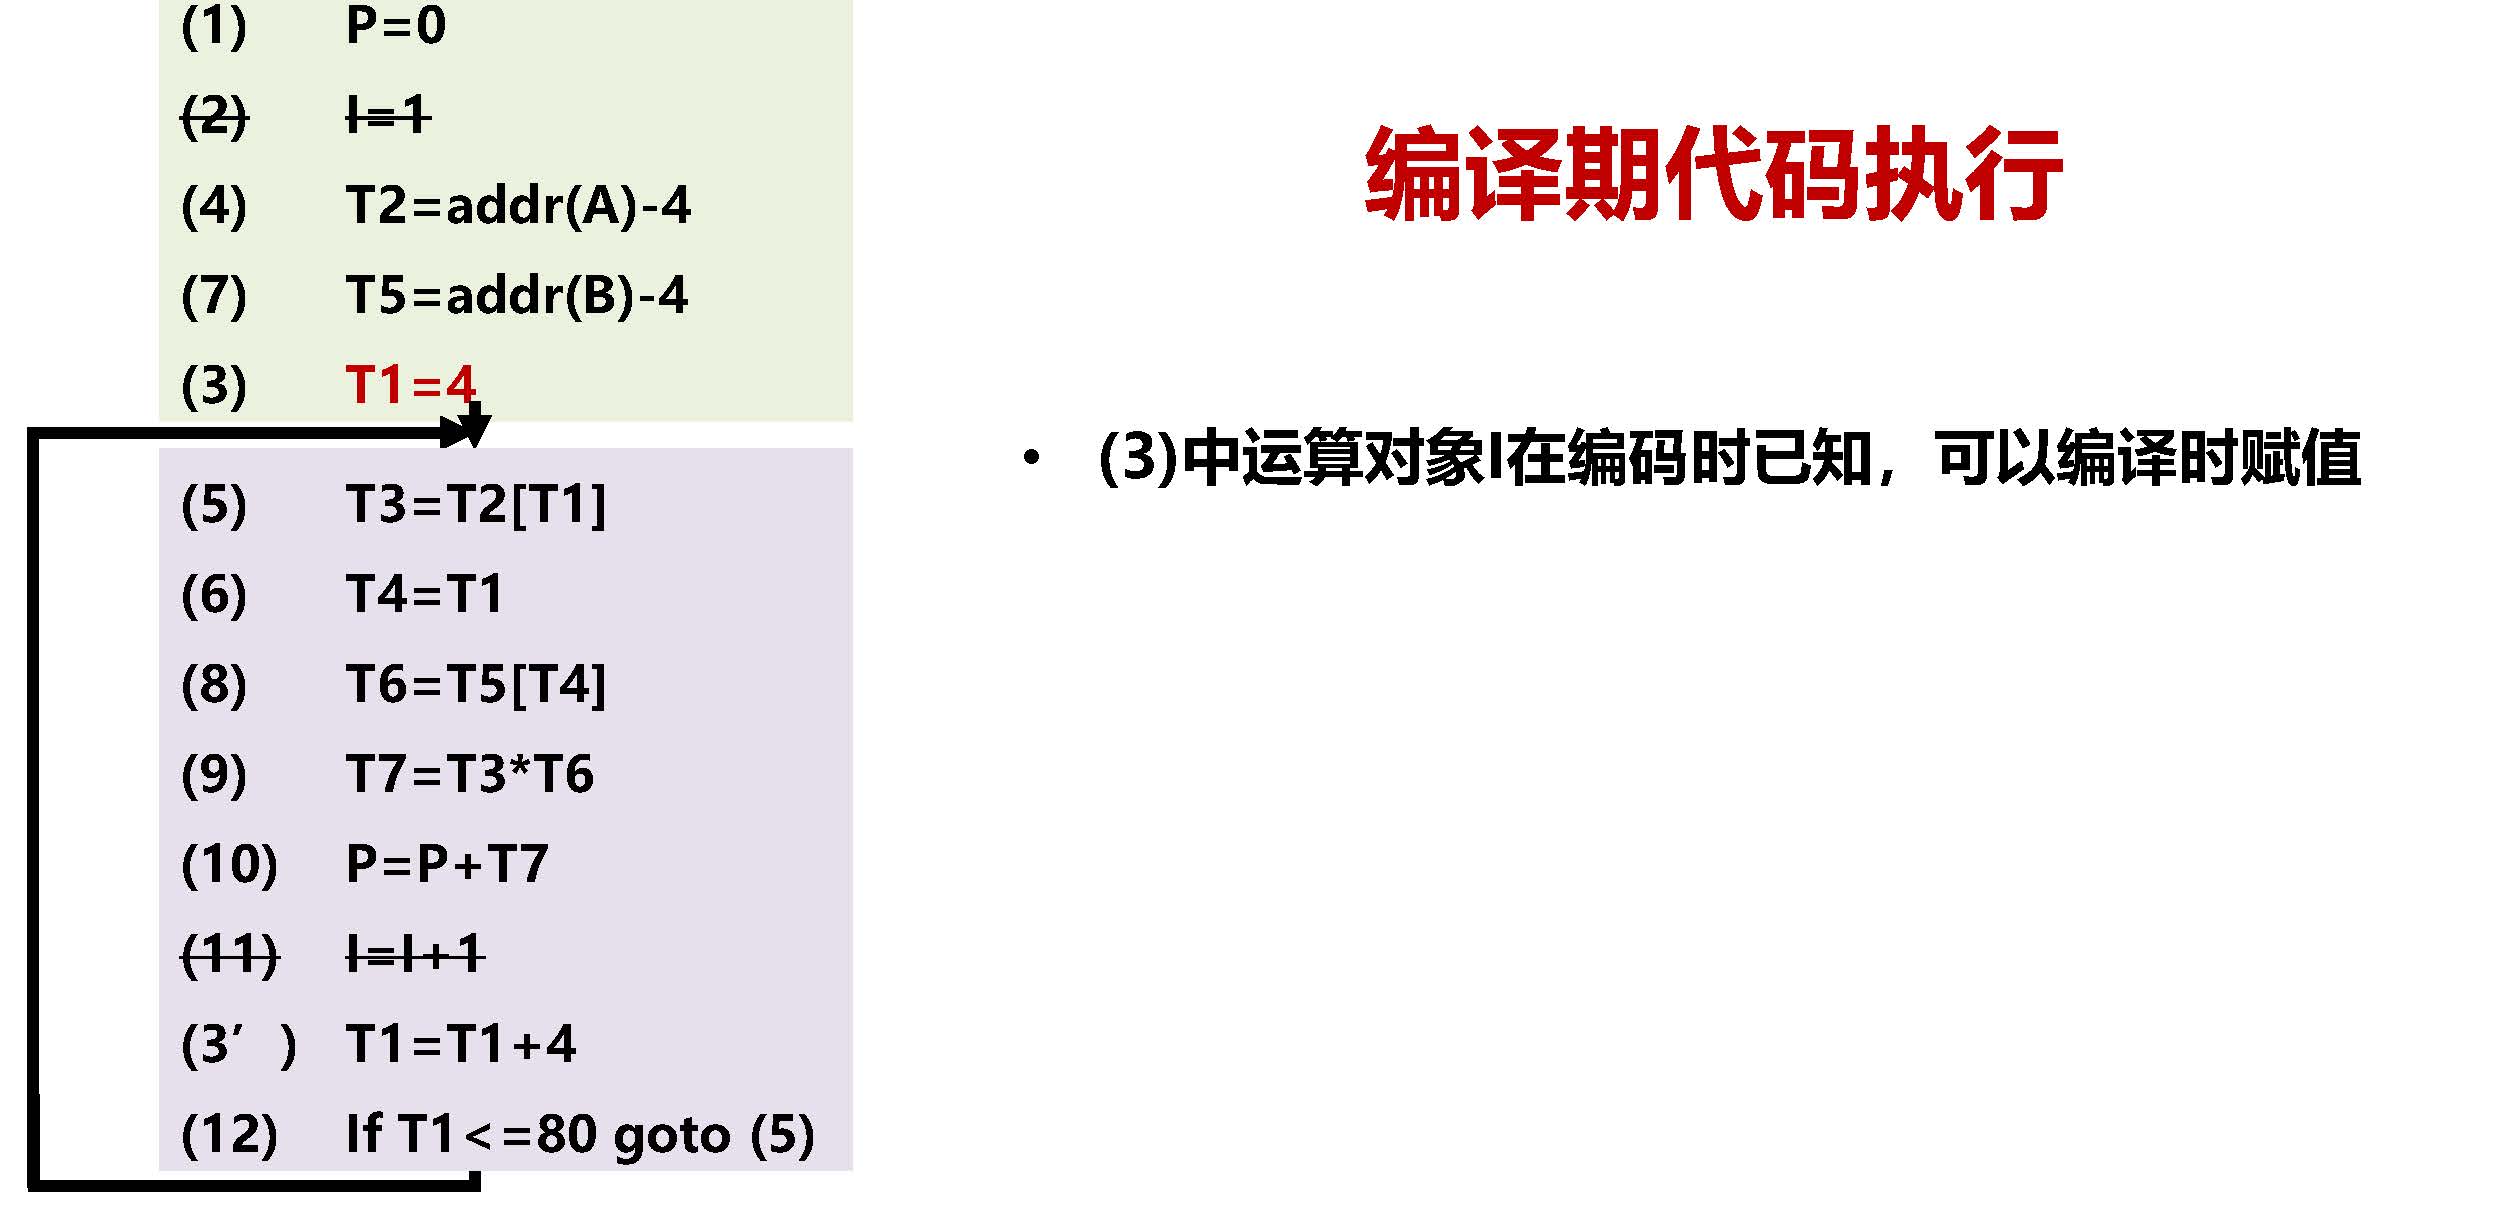 (1) P=0
(2) I=1
(4) T2=addr(A)-4
(7) T5=addr(B)-4
(3) T1=4
(5) T3=T2[T1]
(6) T4=T1
(8) T6=T5[T4]
(9) T7=T3*T6
(10) P=P+T7
(11) I=I+1
(3′) T1=T1+4
(12) If T1<=80 goto (5)
编译期代码执行
• (3)中运算对象I在编码时已知，可以编译时赋值